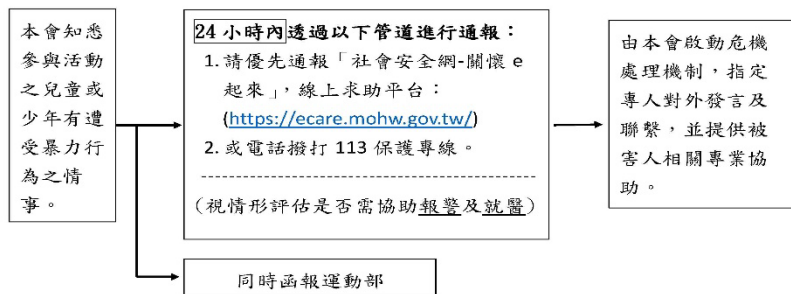 本會知悉
參與活動
之兒童或
少年有遭
受暴力行
為之情
事。
24 小時內透過以下管道進行通報：
1. 請優先通報「社會安全網-關懷 e
起來」，線上求助平台：
(https://ecare.mohw.gov.tw/)
2. 或電話撥打 113 保護專線。
（視情形評估是否需協助報警及就醫）
由本會啟動危機
處理機制，指定
專人對外發言及
聯繫，並提供被
害人相關專業協
助。
同時函報運動部